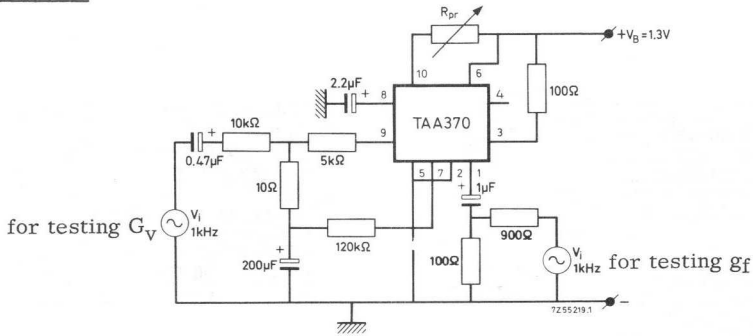 R_pr
+V_B = 1.3V
10
6
2.2µF
+
8
4
100Ω
TAA370
10kΩ
9
3
+
0.47µF
5kΩ
5
7
2
1
10Ω
+
1µF
for testing G_v
V_i
1kHz
+
120kΩ
900Ω
200µF
100Ω
V_i
1kHz
for testing g_f
7Z55219.1
-